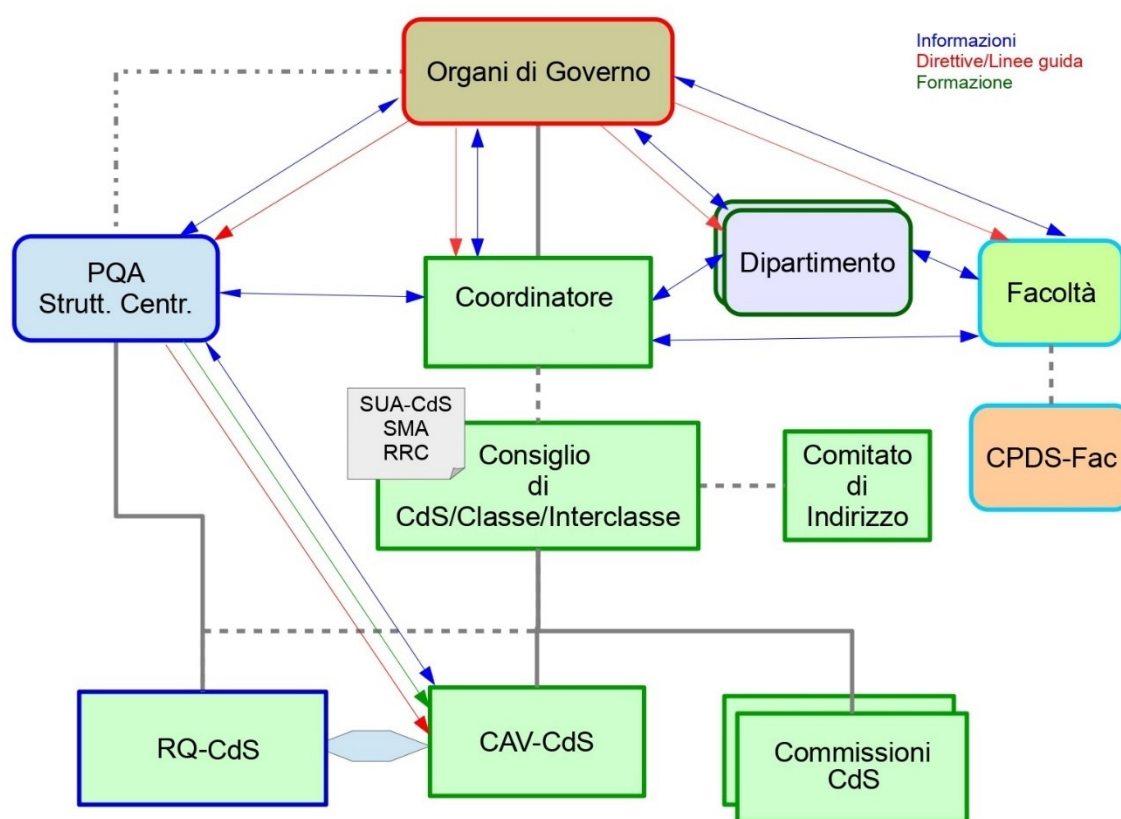 Informazioni
Direttive/Linee guida
Formazione
Organi di Governo
PQA
Strutt. Centr.
Coordinatore
Dipartimento
Facoltà
SUA-CdS
SMA
RRC
Consiglio
di
CdS/Classe/Interclasse
Comitato
di
Indirizzo
CPDS-Fac
RQ-CdS
CAV-CdS
Commissioni
CdS